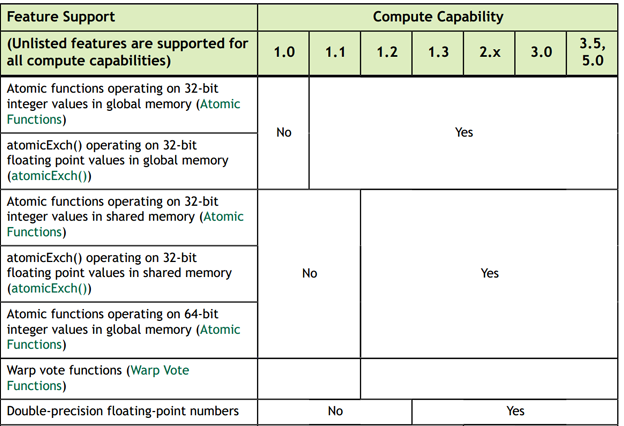 Feature Support
Compute Capability
(Unlisted features are supported for
all compute capabilities)
1.0
1.1
1.2
1.3
2.x
3.0
3.5,
5.0
Atomic functions operating on 32-bit
integer values in global memory (Atomic
Functions)
atomicExch() operating on 32-bit
floating point values in global memory
(atomicExch())
No
Yes
Atomic functions operating on 32-bit
integer values in shared memory (Atomic
Functions)
atomicExch() operating on 32-bit
floating point values in shared memory
(atomicExch())
Atomic functions operating on 64-bit
integer values in global memory (Atomic
Functions)
Warp vote functions (Warp Vote
Functions)
No
Yes
Double-precision floating-point numbers
No
Yes